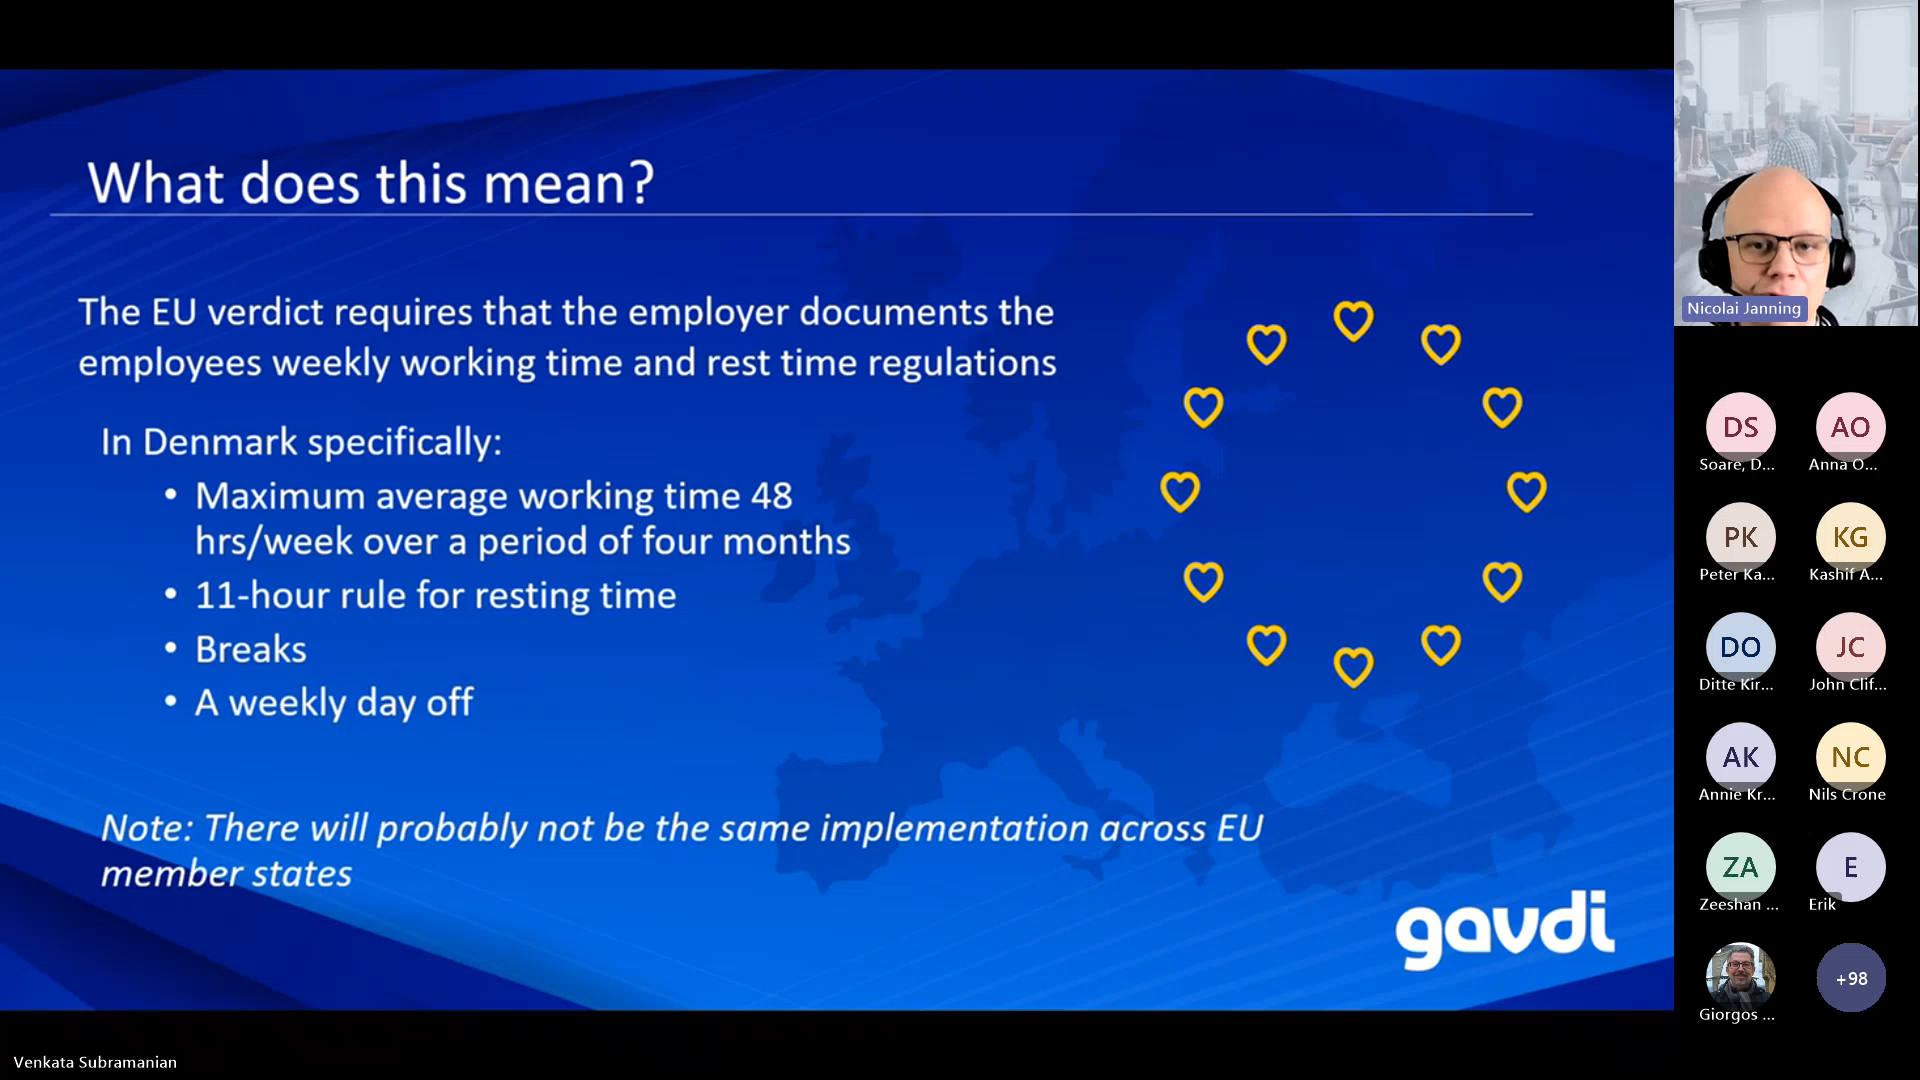 What does this mean?
The EU verdict requires that the employer documents the
employees weekly working time and rest time regulations
In Denmark specifically:
• Maximum average working time 48
hrs/week over a period of four months
• 11-hour rule for resting time
• Breaks
• A weekly day off
Note: There will probably not be the same implementation across EU
member states
gavdi
Venkata Subramanian
Nicolai Janning
DS
Soare, D...
AO
Anna O...
PK
Peter Ka...
KG
Kashif A...
DO
Ditte Kir...
JC
John Clif...
AK
Annie Kr...
NC
Nils Crone
ZA
Zeeshan ...
E
Erik
Giorgos ...
+98